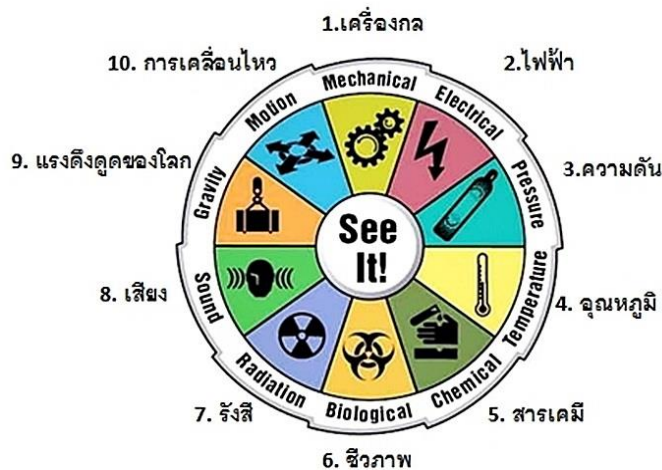 1.เครื่องกล
10. การเคลื่อนไหว
2.ไฟฟ้า
Mechanical
Motion
Electrical
9. แรงดึงดูดของโลก
3.ความดัน
Gravity
Pressure
See
It!
8. เสียง
Sound
Temperature
4. อุณหภูมิ
Radiation
Chemical
Biological
7. รังสี
5. สารเคมี
6. ชีวภาพ